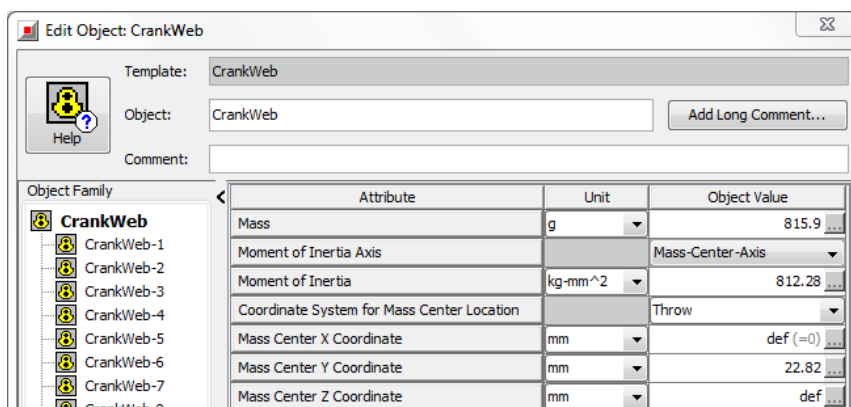 Edit Object: CrankWeb
Template: CrankWeb
Help
Object: CrankWeb Add Long Comment...
Comment:
Object Family
Attribute Unit Object Value
CrankWeb
CrankWeb-1
CrankWeb-2
CrankWeb-3
CrankWeb-4
CrankWeb-5
CrankWeb-6
CrankWeb-7
Mass g 815.9 ...
Moment of Inertia Axis Mass-Center-Axis
Moment of Inertia kg-mm^2 812.28 ...
Coordinate System for Mass Center Location Throw
Mass Center X Coordinate mm def (=0) ...
Mass Center Y Coordinate mm 22.82 ...
Mass Center Z Coordinate mm def ...